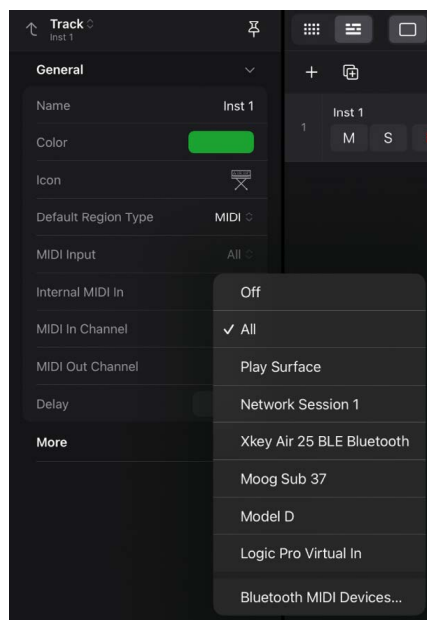 Track
Inst 1
General
Name Inst 1
Color
Icon
Default Region Type MIDI
MIDI Input All
Internal MIDI In
MIDI In Channel
MIDI Out Channel
Delay
More
Off
✓ All
Play Surface
Network Session 1
Xkey Air 25 BLE Bluetooth
Moog Sub 37
Model D
Logic Pro Virtual In
Bluetooth MIDI Devices...
+
1 Inst 1
M S